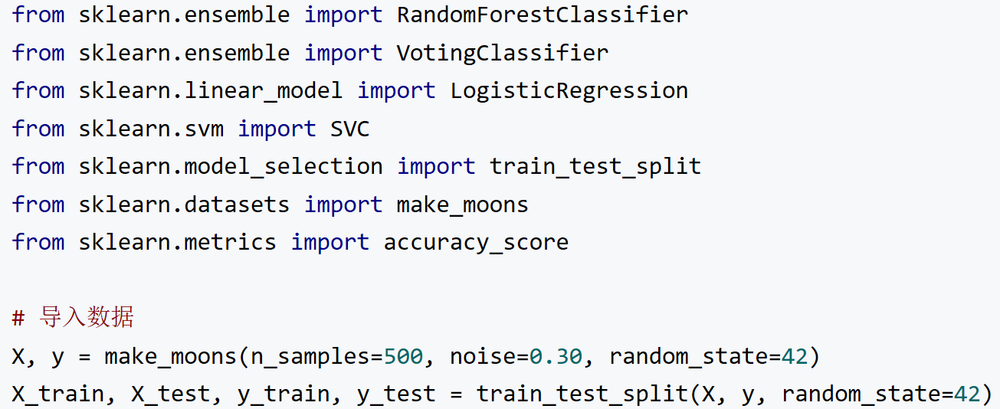 from sklearn.ensemble import RandomForestClassifier
from sklearn.ensemble import VotingClassifier
from sklearn.linear_model import LogisticRegression
from sklearn.svm import SVC
from sklearn.model_selection import train_test_split
from sklearn.datasets import make_moons
from sklearn.metrics import accuracy_score
# 导入数据
X, y = make_moons(n_samples=500, noise=0.30, random_state=42)
X_train, X_test, y_train, y_test = train_test_split(X, y, random_state=42)